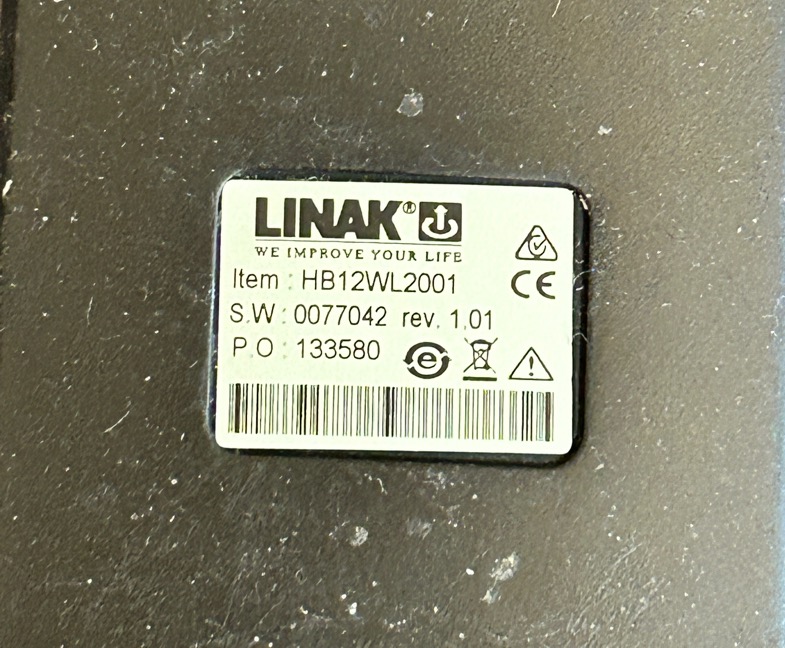 LINAK®
WE IMPROVE YOUR LIFE
Item : HB12WL2001
S.W : 0077042 rev. 1.01
P.O : 133580